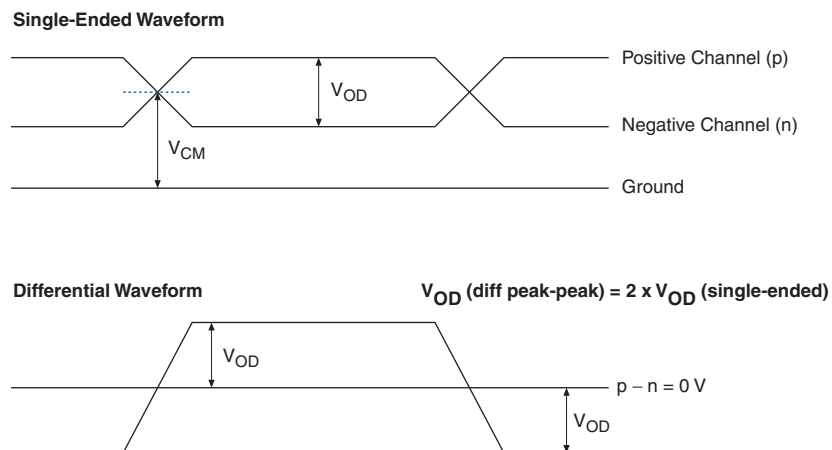 Single-Ended Waveform
Positive Channel (p)
VOD
Negative Channel (n)
VCM
Ground
Differential Waveform
VOD (diff peak-peak) = 2 x VOD (single-ended)
VOD
p − n = 0 V
VOD